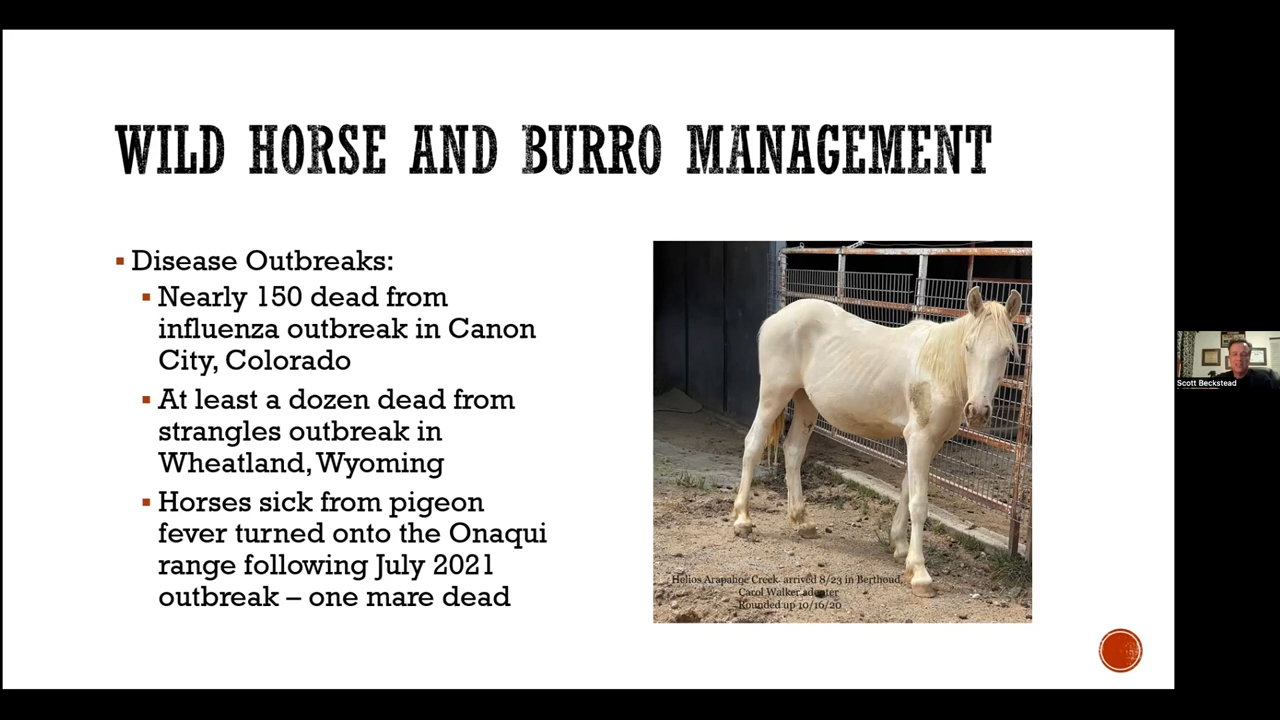 WILD HORSE AND BURRO MANAGEMENT
Disease Outbreaks:
Nearly 150 dead from
influenza outbreak in Canon
City, Colorado
At least a dozen dead from
strangles outbreak in
Wheatland, Wyoming
Horses sick from pigeon
fever turned onto the Onaqui
range following July 2021
outbreak – one mare dead
Helios Arapahoe Creek arrived 8/23 in Berthoud,
Carol Walker adopter
Rounded up 10/16/20
Scott Beckstead